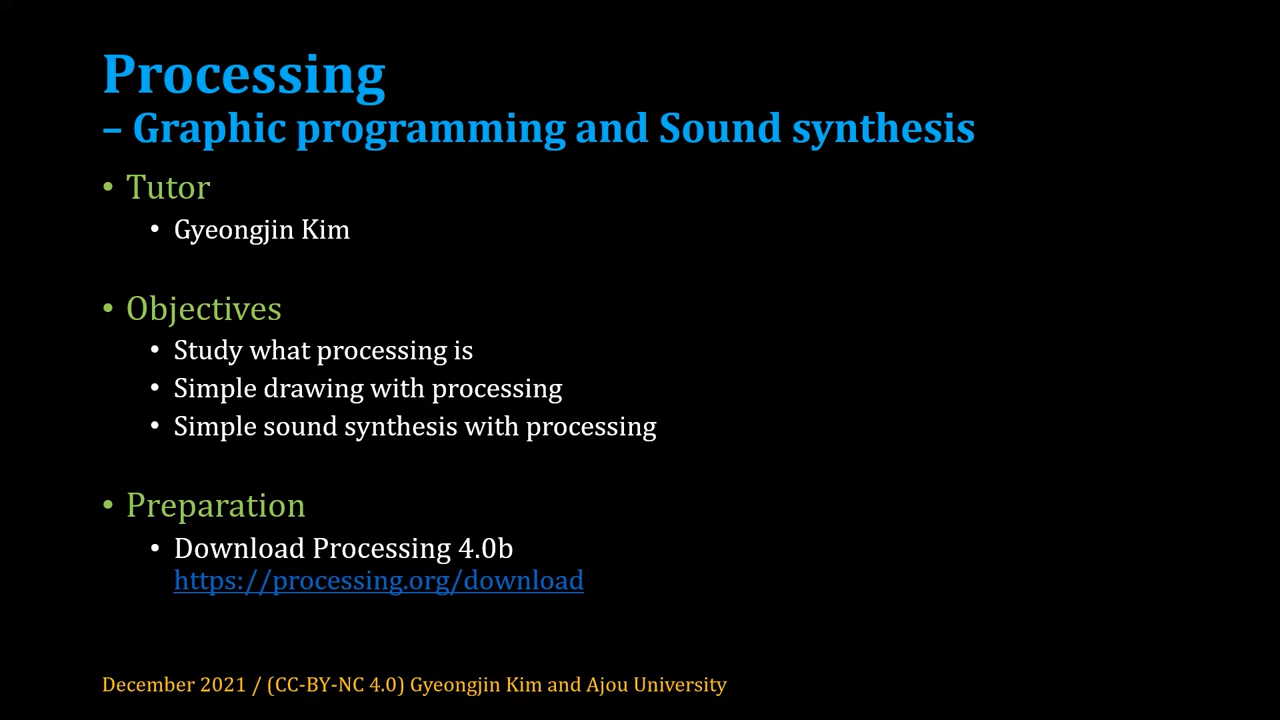 Processing
– Graphic programming and Sound synthesis
• Tutor
• Gyeongjin Kim
• Objectives
• Study what processing is
• Simple drawing with processing
• Simple sound synthesis with processing
• Preparation
• Download Processing 4.0b
https://processing.org/download
December 2021 / (CC-BY-NC 4.0) Gyeongjin Kim and Ajou University